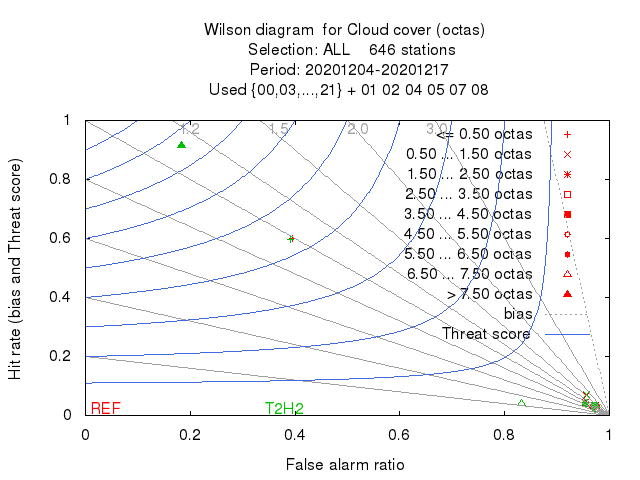 Wilson diagram  for Cloud cover (octas)
Selection: ALL    646 stations
Period: 20201204-20201217
Used {00,03,...,21} + 01 02 04 05 07 08
Hit rate (bias and Threat score)
1
0.8
0.6
0.4
0.2
0
1.2
1.5
2.0
3.0
<= 0.50 octas
0.50 ... 1.50 octas
1.50 ... 2.50 octas
2.50 ... 3.50 octas
3.50 ... 4.50 octas
4.50 ... 5.50 octas
5.50 ... 6.50 octas
6.50 ... 7.50 octas
> 7.50 octas
bias
Threat score
REF
T2H2
0
0.2
0.4
0.6
0.8
1
False alarm ratio